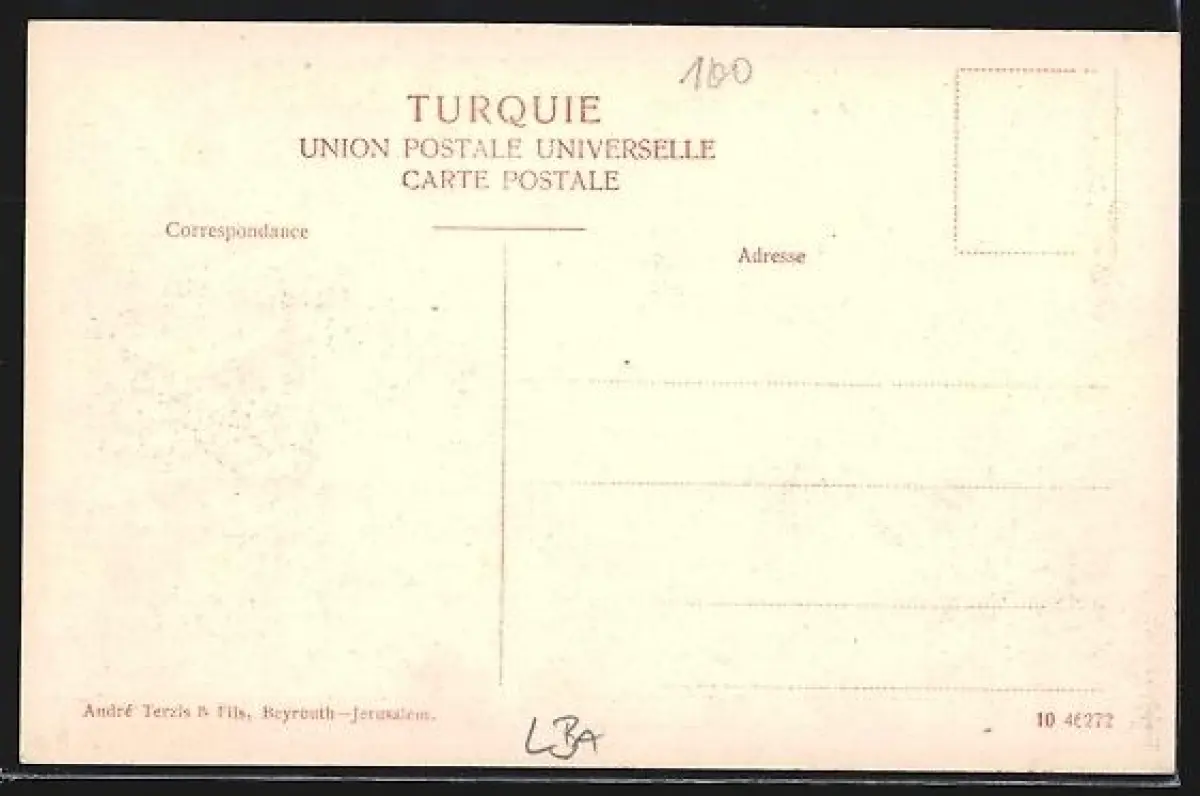 100
TURQUIE
UNION POSTALE UNIVERSELLE
CARTE POSTALE
Correspondance
Adresse
André Terzis & Fils, Beyrouth—Jerusalem.
LBA
10 46272